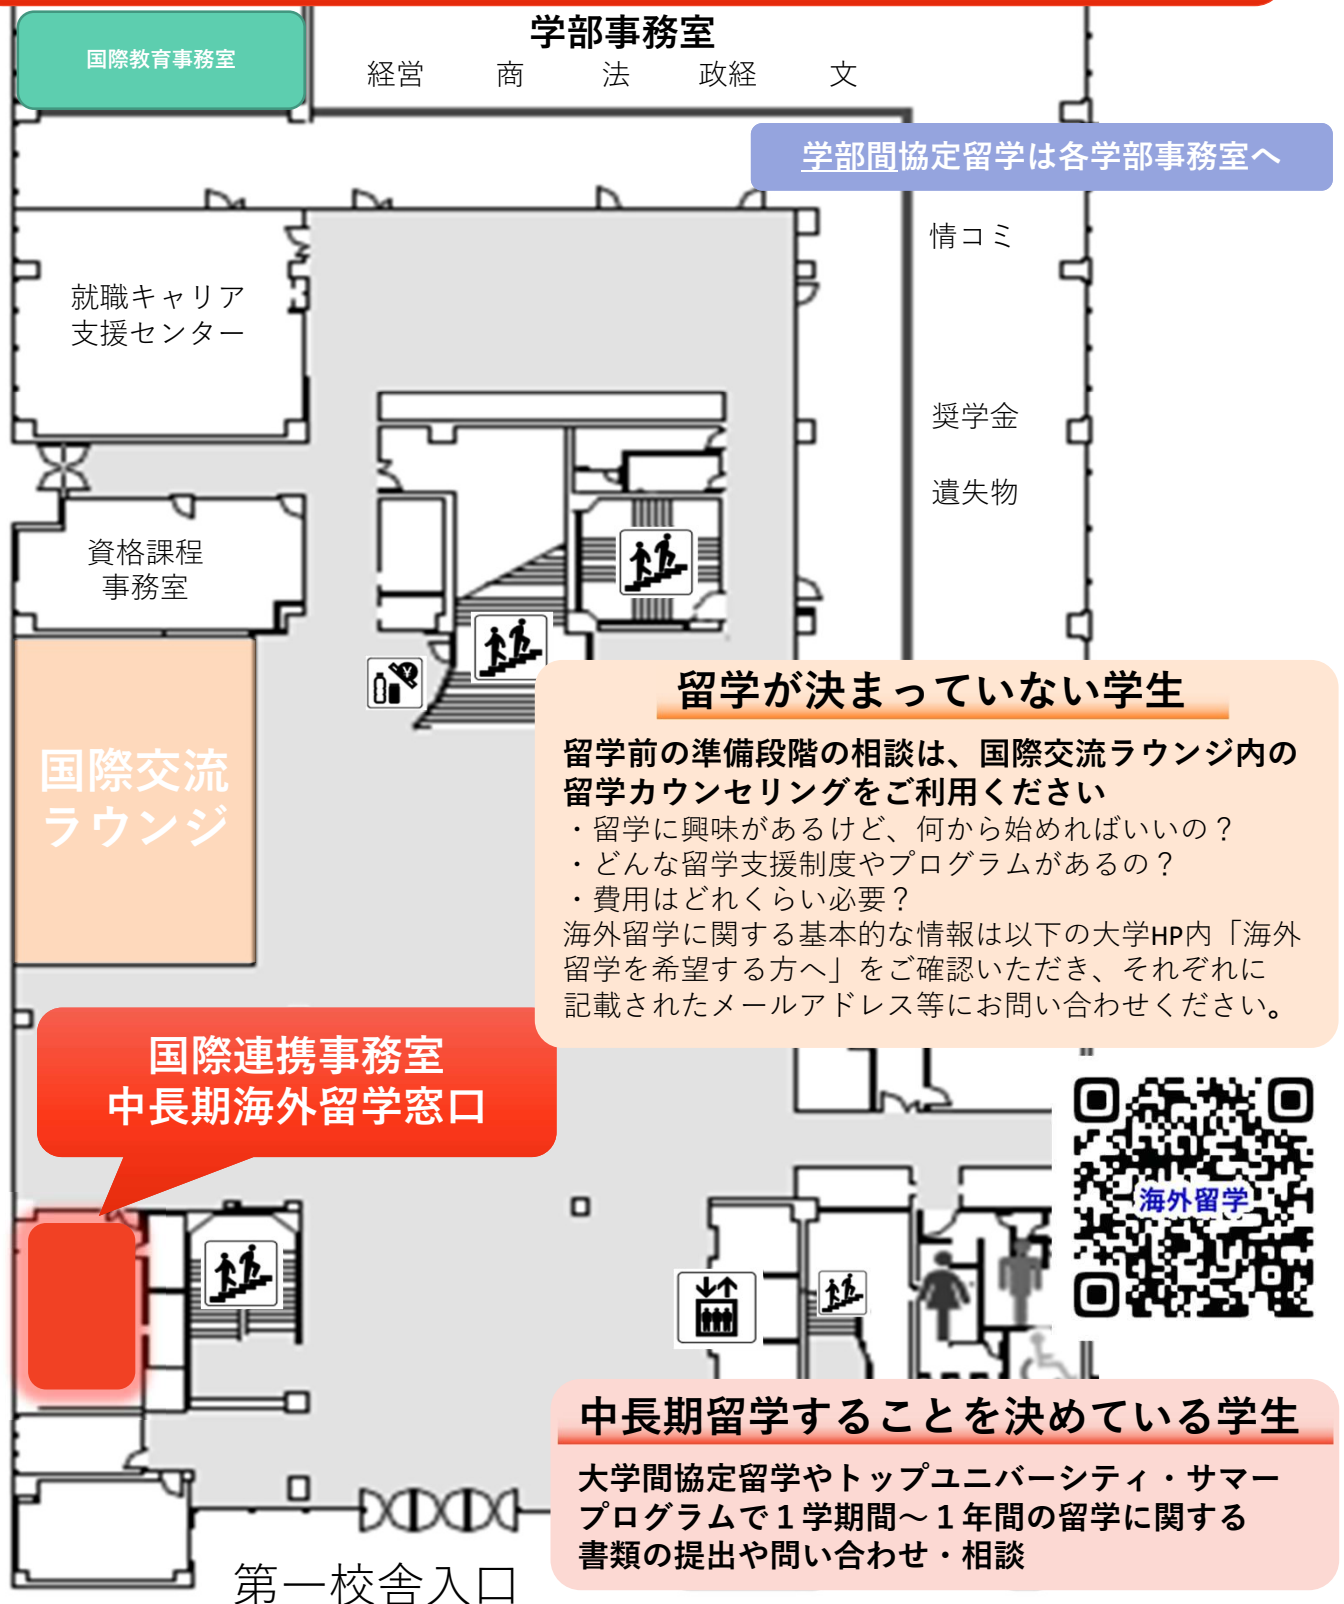 国際教育事務室
学部事務室
経営 商 法 政経 文
学部間協定留学は各学部事務室へ
情コミ
就職キャリア
支援センター
奨学金
遺失物
資格課程
事務室
国際交流
ラウンジ
留学が決まっていない学生
留学前の準備段階の相談は、国際交流ラウンジ内の
留学カウンセリングをご利用ください
・留学に興味があるけど、何から始めればいいの？
・どんな留学支援制度やプログラムがあるの？
・費用はどれくらい必要？
海外留学に関する基本的な情報は以下の大学HP内「海外
留学を希望する方へ」をご確認いただき、それぞれに
記載されたメールアドレス等にお問い合わせください。
国際連携事務室
中長期海外留学窓口
海外留学
中長期留学することを決めている学生
大学間協定留学やトップユニバーシティ・サマー
プログラムで１学期間～１年間の留学に関する
書類の提出や問い合わせ・相談
第一校舎入口